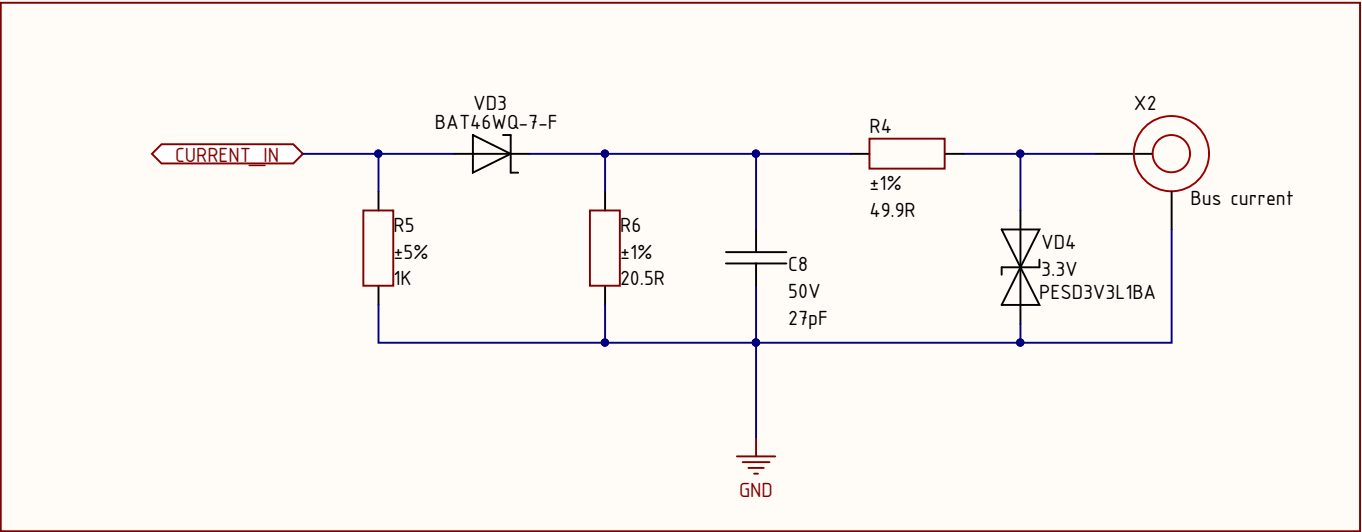 VD3
BAT46WQ-7-F
CURRENT_IN
R5
±5%
1K
R6
±1%
20.5R
C8
50V
27pF
R4
±1%
49.9R
X2
Bus current
VD4
3.3V
PESD3V3L1BA
GND